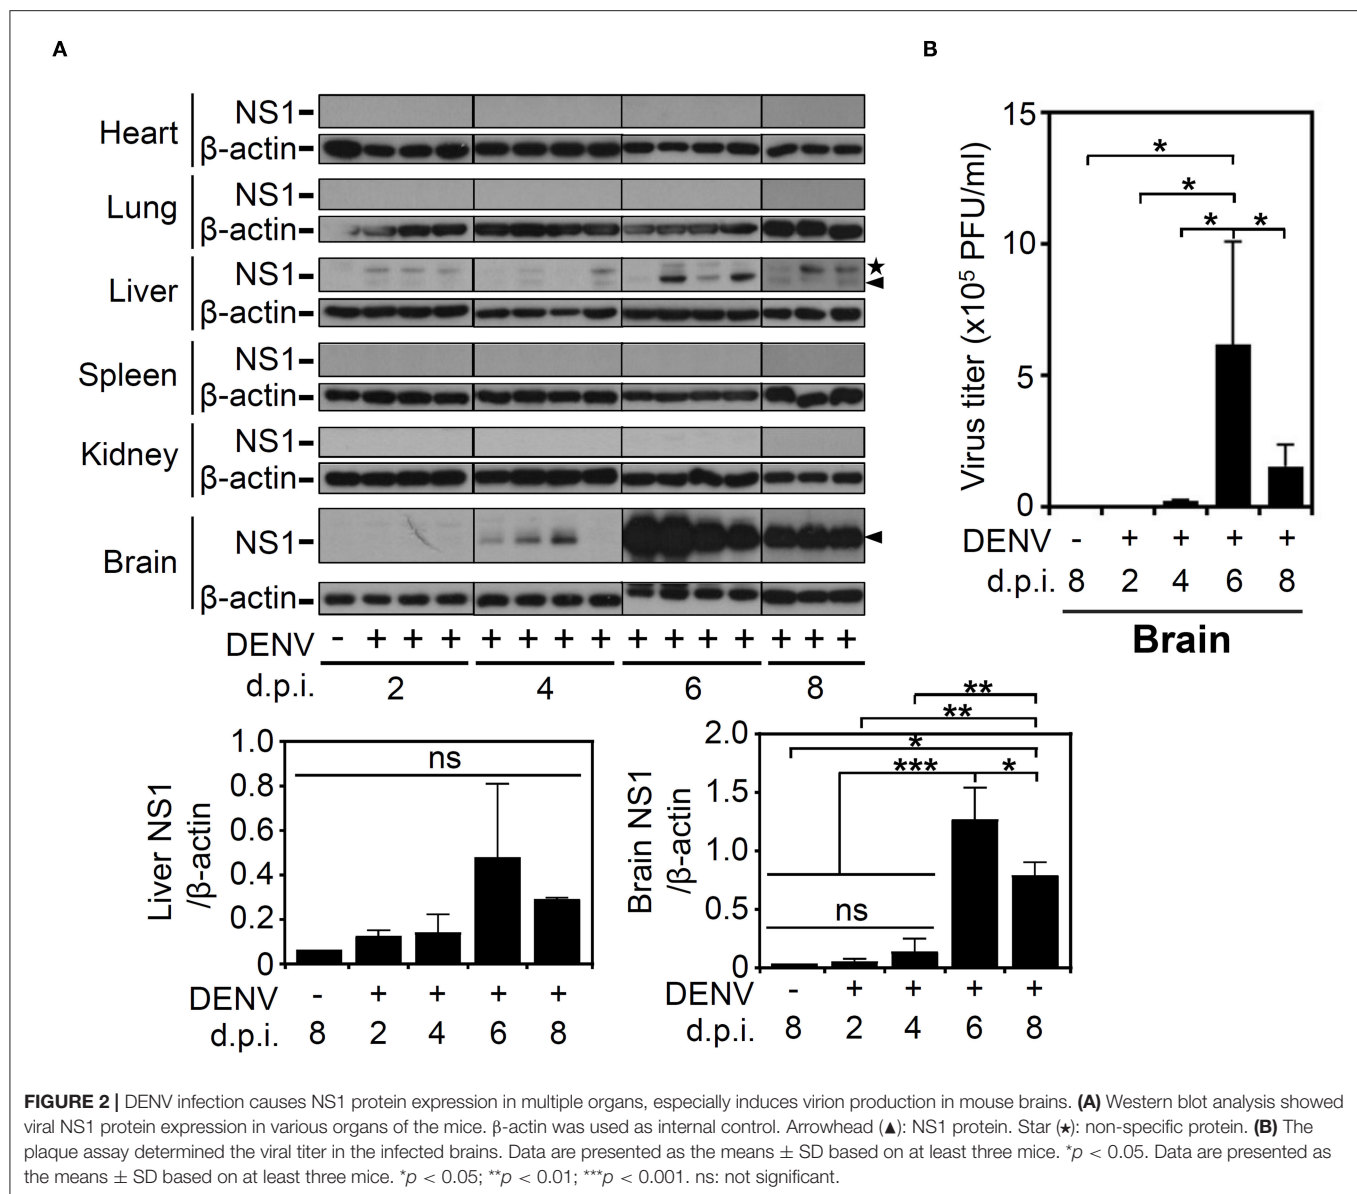 A
B
Heart
NS1
β-actin
Lung
NS1
β-actin
Liver
NS1
★
◄
β-actin
Spleen
NS1
β-actin
Kidney
NS1
β-actin
Brain
NS1
◄
β-actin
DENV - + + + + + + + + + + + + + +
d.p.i. 2 4 6 8
Virus titer (x10⁵ PFU/ml)
15
10
5
0
* * * *
DENV - + + + +
d.p.i. 8 2 4 6 8
Brain
Liver NS1
/β-actin
1.0
0.8
0.6
0.4
0.2
0
ns
DENV - + + + +
d.p.i. 8 2 4 6 8
Brain NS1
/β-actin
2.0
1.5
1.0
0.5
0
**
**
*
*** *
ns
DENV - + + + +
d.p.i. 8 2 4 6 8
FIGURE 2 | DENV infection causes NS1 protein expression in multiple organs, especially induces virion production in mouse brains. (A) Western blot analysis showed
viral NS1 protein expression in various organs of the mice. β-actin was used as internal control. Arrowhead (▲): NS1 protein. Star (★): non-specific protein. (B) The
plaque assay determined the viral titer in the infected brains. Data are presented as the means ± SD based on at least three mice. *p < 0.05. Data are presented as
the means ± SD based on at least three mice. *p < 0.05; **p < 0.01; ***p < 0.001. ns: not significant.